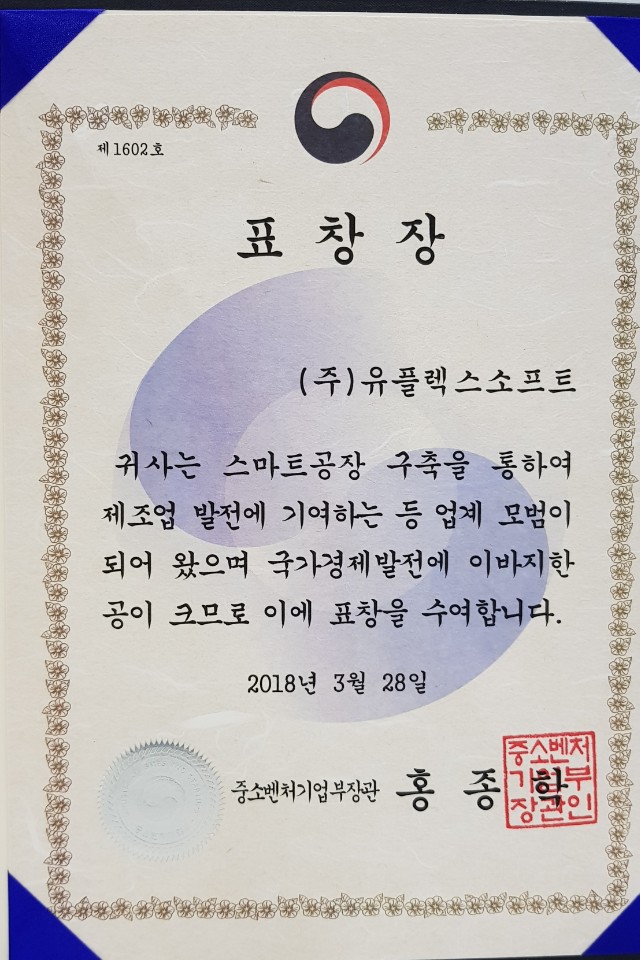 제1602호
표창장
(주)유플렉스소프트
귀사는 스마트공장 구축을 통하여
제조업 발전에 기여하는 등 업계 모범이
되어 왔으며 국가경제발전에 이바지한
공이 크므로 이에 표창을 수여합니다.
2018년 3월 28일
중소벤처기업부장관 홍종학
중소벤처
기업부
장관인